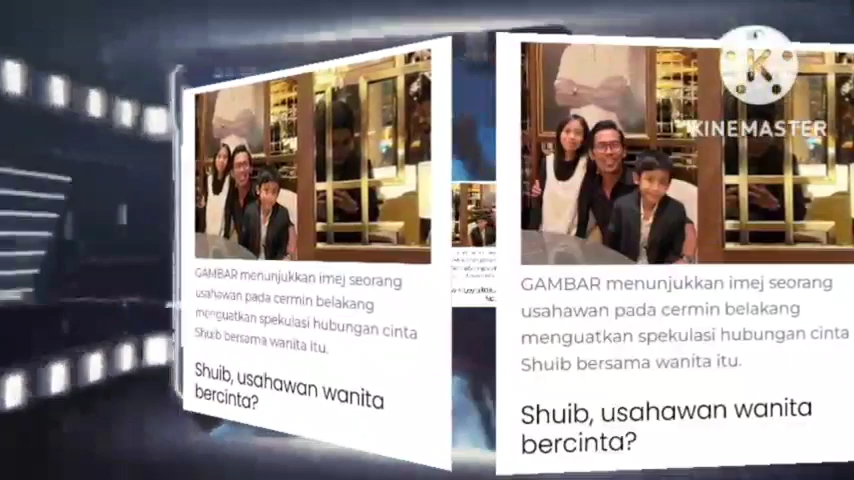 GAMBAR menunjukkan imej seorang
usahawan pada cermin belakang
menguatkan spekulasi hubungan cinta
Shuib bersama wanita itu.
Shuib, usahawan wanita
bercinta?
KINEMASTER
GAMBAR menunjukkan imej seorang
usahawan pada cermin belakang
menguatkan spekulasi hubungan cinta
Shuib bersama wanita itu.
Shuib, usahawan wanita
bercinta?